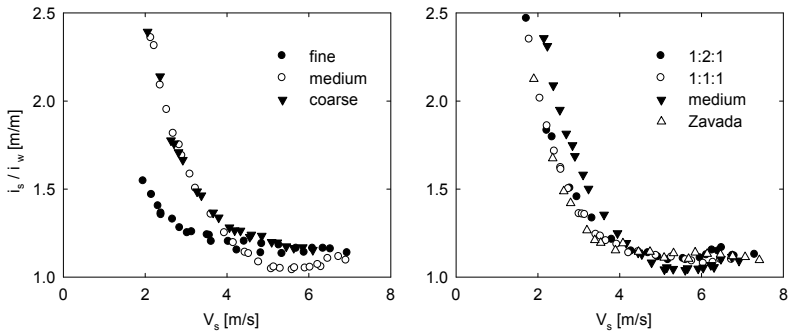 2.5
2.0
1.5
1.0
i_s / i_w [m/m]
fine
medium
coarse
0 2 4 6 8
V_s [m/s]
2.5
2.0
1.5
1.0
1:2:1
1:1:1
medium
Zavada
0 2 4 6 8
V_s [m/s]